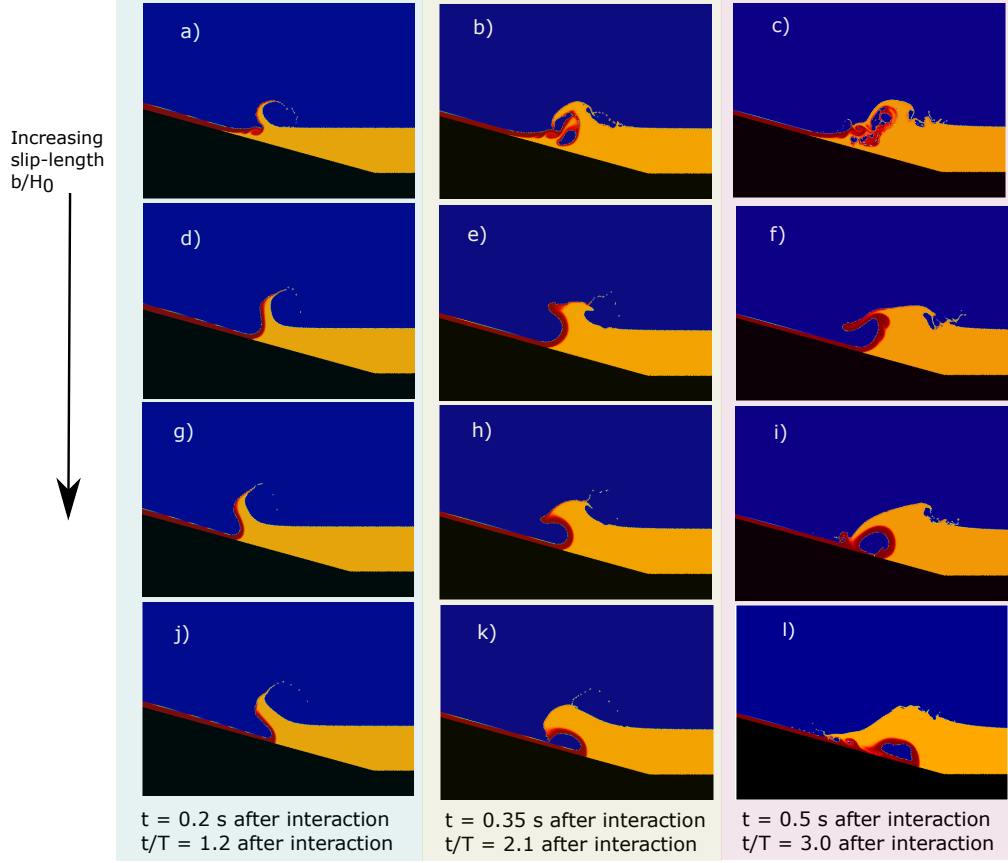 a)
b)
c)
Increasing
slip-length
b/H0
d)
e)
f)
g)
h)
i)
j)
k)
l)
t = 0.2 s after interaction
t/T = 1.2 after interaction
t = 0.35 s after interaction
t/T = 2.1 after interaction
t = 0.5 s after interaction
t/T = 3.0 after interaction